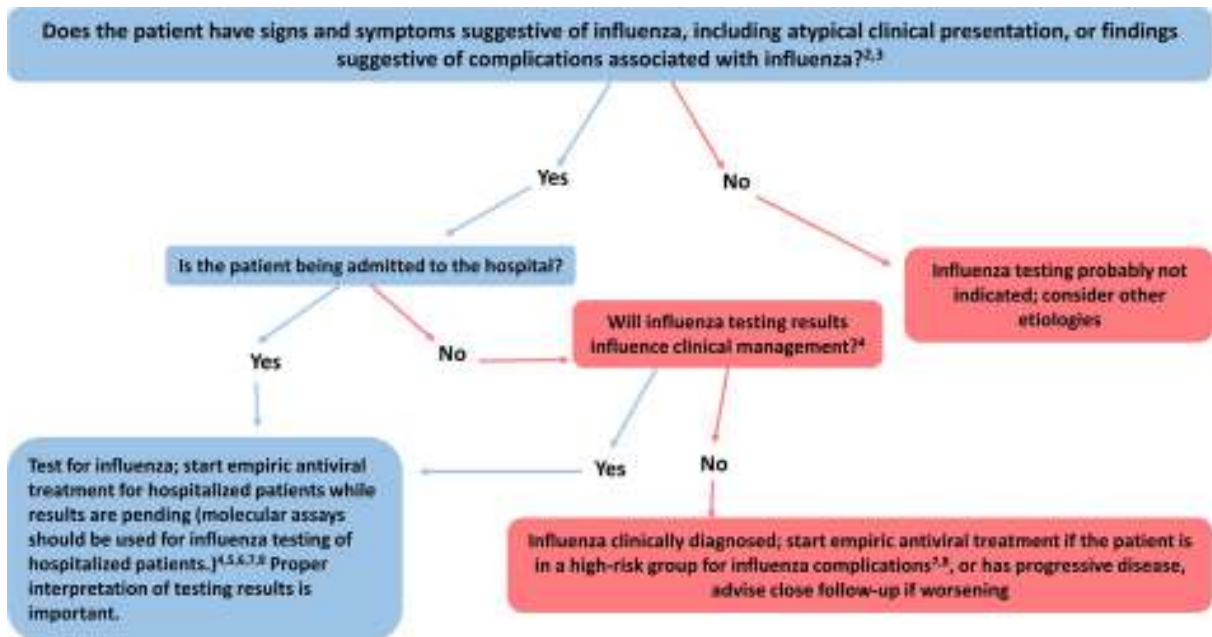 Does the patient have signs and symptoms suggestive of influenza, including atypical clinical presentation, or findings
suggestive of complications associated with influenza?2,3
Yes
No
Is the patient being admitted to the hospital?
Influenza testing probably not
indicated; consider other
etiologies
Will influenza testing results
influence clinical management?4
Yes
No
Test for influenza; start empiric antiviral
treatment for hospitalized patients while
results are pending (molecular assays
should be used for influenza testing of
hospitalized patients.)4,5,6,7,9 Proper
interpretation of testing results is
important.
Yes
No
Influenza clinically diagnosed; start empiric antiviral treatment if the patient is
in a high-risk group for influenza complications7,8, or has progressive disease,
advise close follow-up if worsening